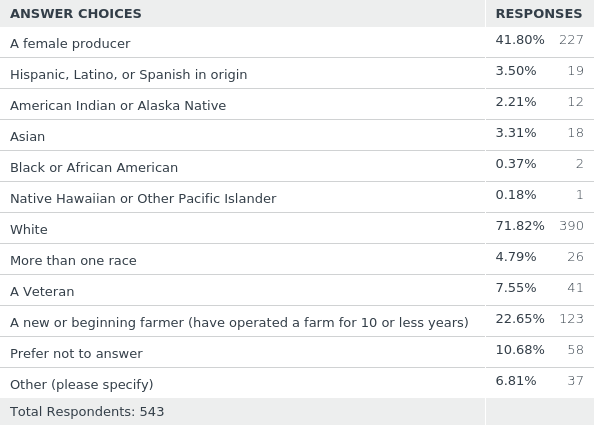 ANSWER CHOICES RESPONSES
A female producer 41.80% 227
Hispanic, Latino, or Spanish in origin 3.50% 19
American Indian or Alaska Native 2.21% 12
Asian 3.31% 18
Black or African American 0.37% 2
Native Hawaiian or Other Pacific Islander 0.18% 1
White 71.82% 390
More than one race 4.79% 26
A Veteran 7.55% 41
A new or beginning farmer (have operated a farm for 10 or less years) 22.65% 123
Prefer not to answer 10.68% 58
Other (please specify) 6.81% 37
Total Respondents: 543